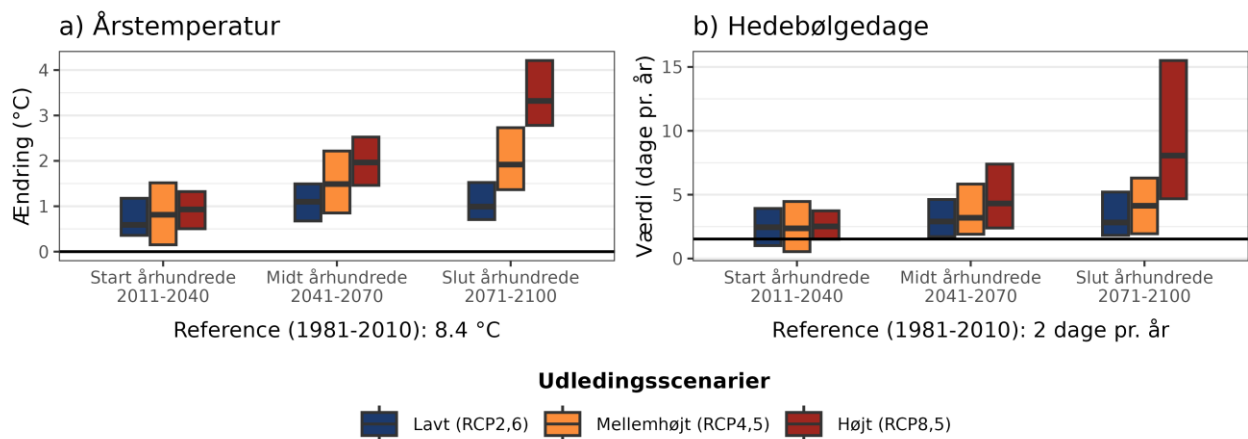 a) Årstemperatur
Ændring (°C)
4
3
2
1
0
Start århundrede
2011-2040
Midt århundrede
2041-2070
Slut århundrede
2071-2100
Reference (1981-2010): 8.4 °C
b) Hedebølgedage
Værdi (dage pr. år)
15
10
5
0
Start århundrede
2011-2040
Midt århundrede
2041-2070
Slut århundrede
2071-2100
Reference (1981-2010): 2 dage pr. år
Udledingsscenarier
Lavt (RCP2,6)
Mellemhøjt (RCP4,5)
Højt (RCP8,5)